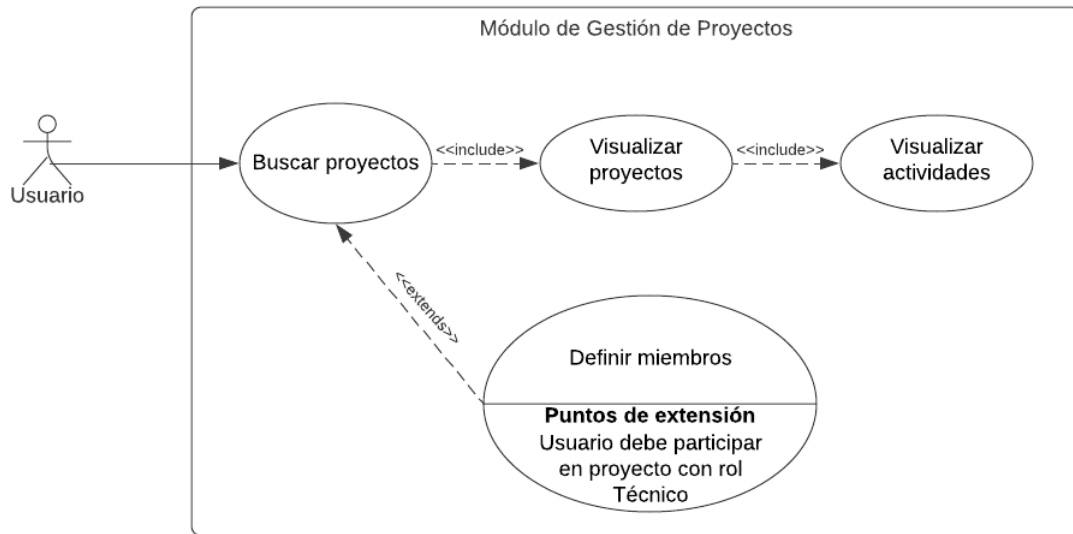 Módulo de Gestión de Proyectos
Usuario
Buscar proyectos
<<include>>
Visualizar
proyectos
<<include>>
Visualizar
actividades
<<extends>>
Definir miembros
Puntos de extensión
Usuario debe participar
en proyecto con rol
Técnico